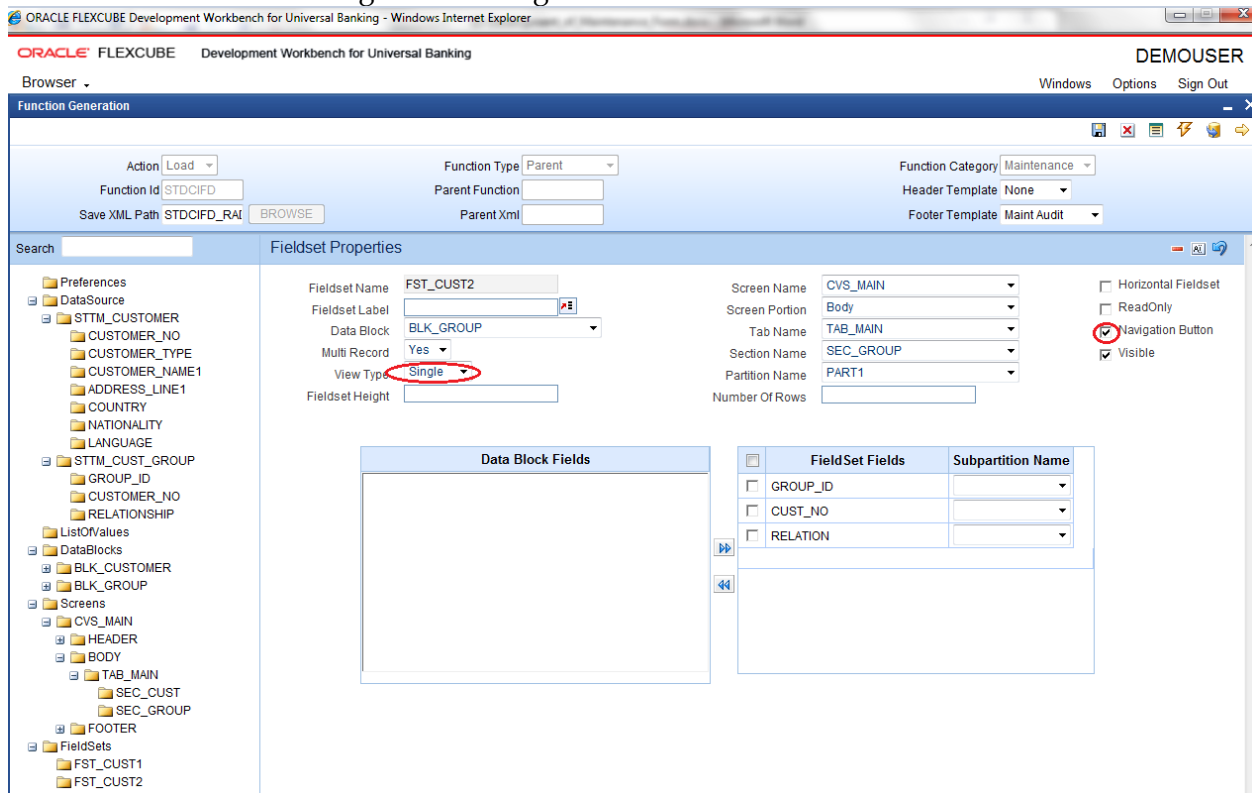 ORACLE FLEXCUBE Development Workbench for Universal Banking - Windows Internet Explorer
ORACLE FLEXCUBE Development Workbench for Universal Banking DEMOUSER
Browser Windows Options Sign Out
Function Generation
Action Load Function Type Parent Function Category Maintenance
Function Id STDCIFD Parent Function Header Template None
Save XML Path STDCIFD_RAD BROWSE Parent Xml Footer Template Maint Audit
Search Fieldset Properties
Preferences
DataSource
STTM_CUSTOMER
CUSTOMER_NO
CUSTOMER_TYPE
CUSTOMER_NAME1
ADDRESS_LINE1
COUNTRY
NATIONALITY
LANGUAGE
STTM_CUST_GROUP
GROUP_ID
CUSTOMER_NO
RELATIONSHIP
ListOfValues
DataBlocks
BLK_CUSTOMER
BLK_GROUP
Screens
CVS_MAIN
HEADER
BODY
TAB_MAIN
SEC_CUST
SEC_GROUP
FOOTER
FieldSets
FST_CUST1
FST_CUST2
Fieldset Name FST_CUST2 Screen Name CVS_MAIN Horizontal Fieldset
Fieldset Label Screen Portion Body ReadOnly
Data Block BLK_GROUP Tab Name TAB_MAIN Navigation Button
Multi Record Yes Section Name SEC_GROUP Visible
View Type Single Partition Name PART1
Fieldset Height Number Of Rows
Data Block Fields FieldSet Fields Subpartition Name
GROUP_ID
CUST_NO
RELATION